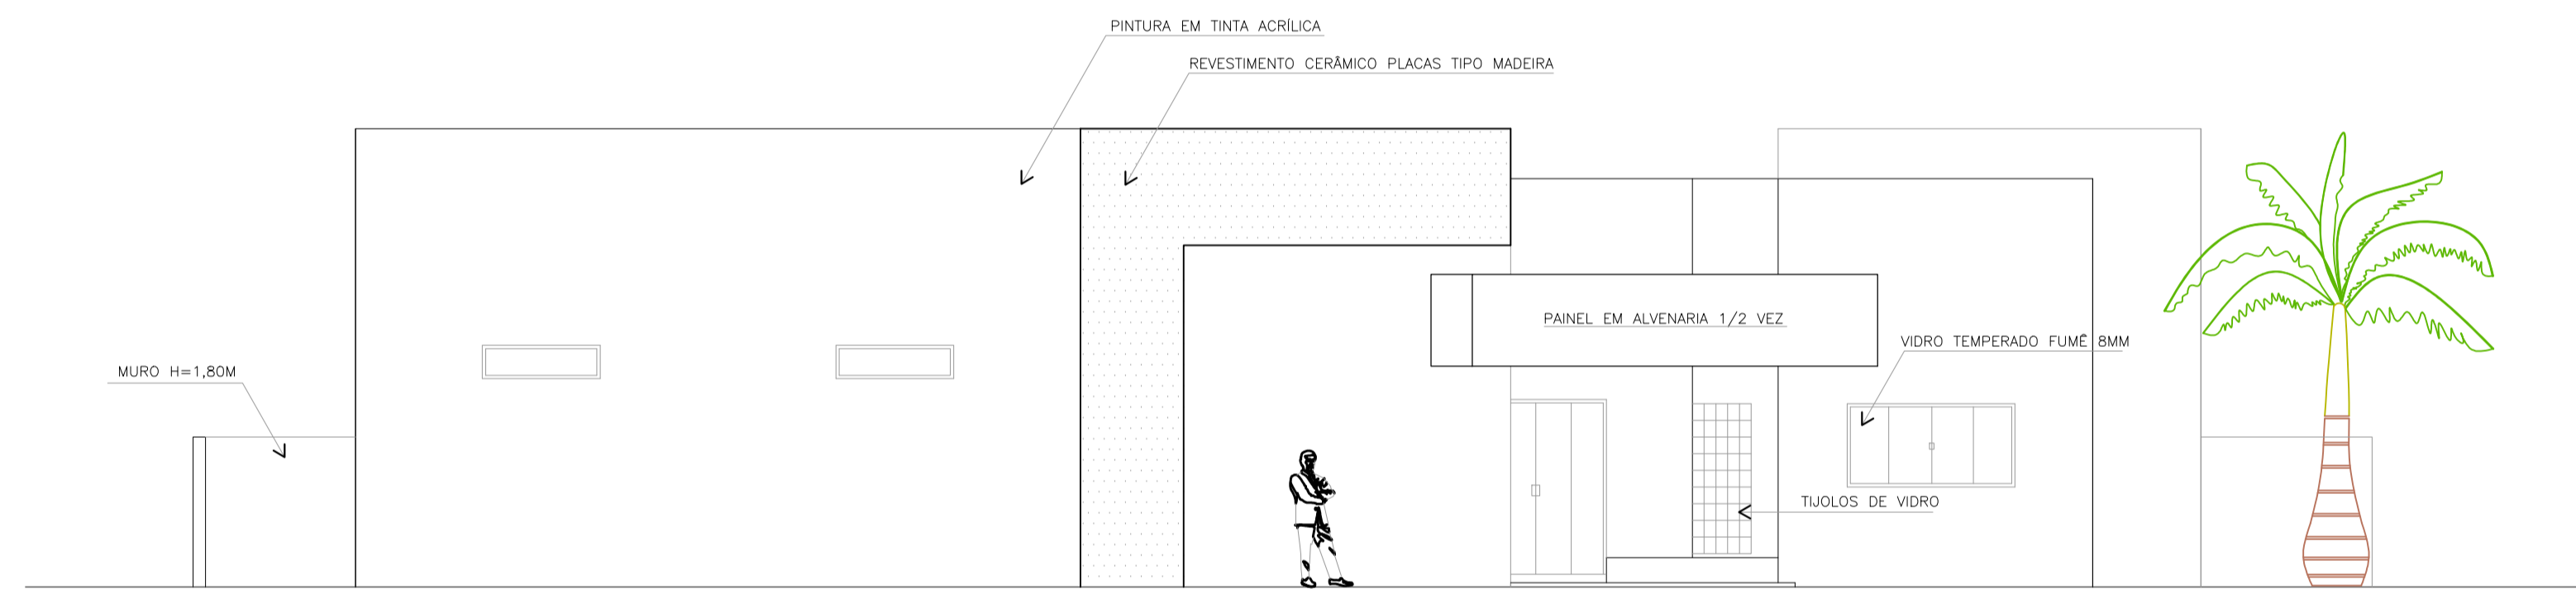 PINTURA EM TINTA ACRÍLICA
REVESTIMENTO CERÂMICO PLACAS TIPO MADEIRA
PAINEL EM ALVENARIA 1/2 VEZ
VIDRO TEMPERADO FUMÊ 8MM
MURO H=1,80M
TIJOLOS DE VIDRO